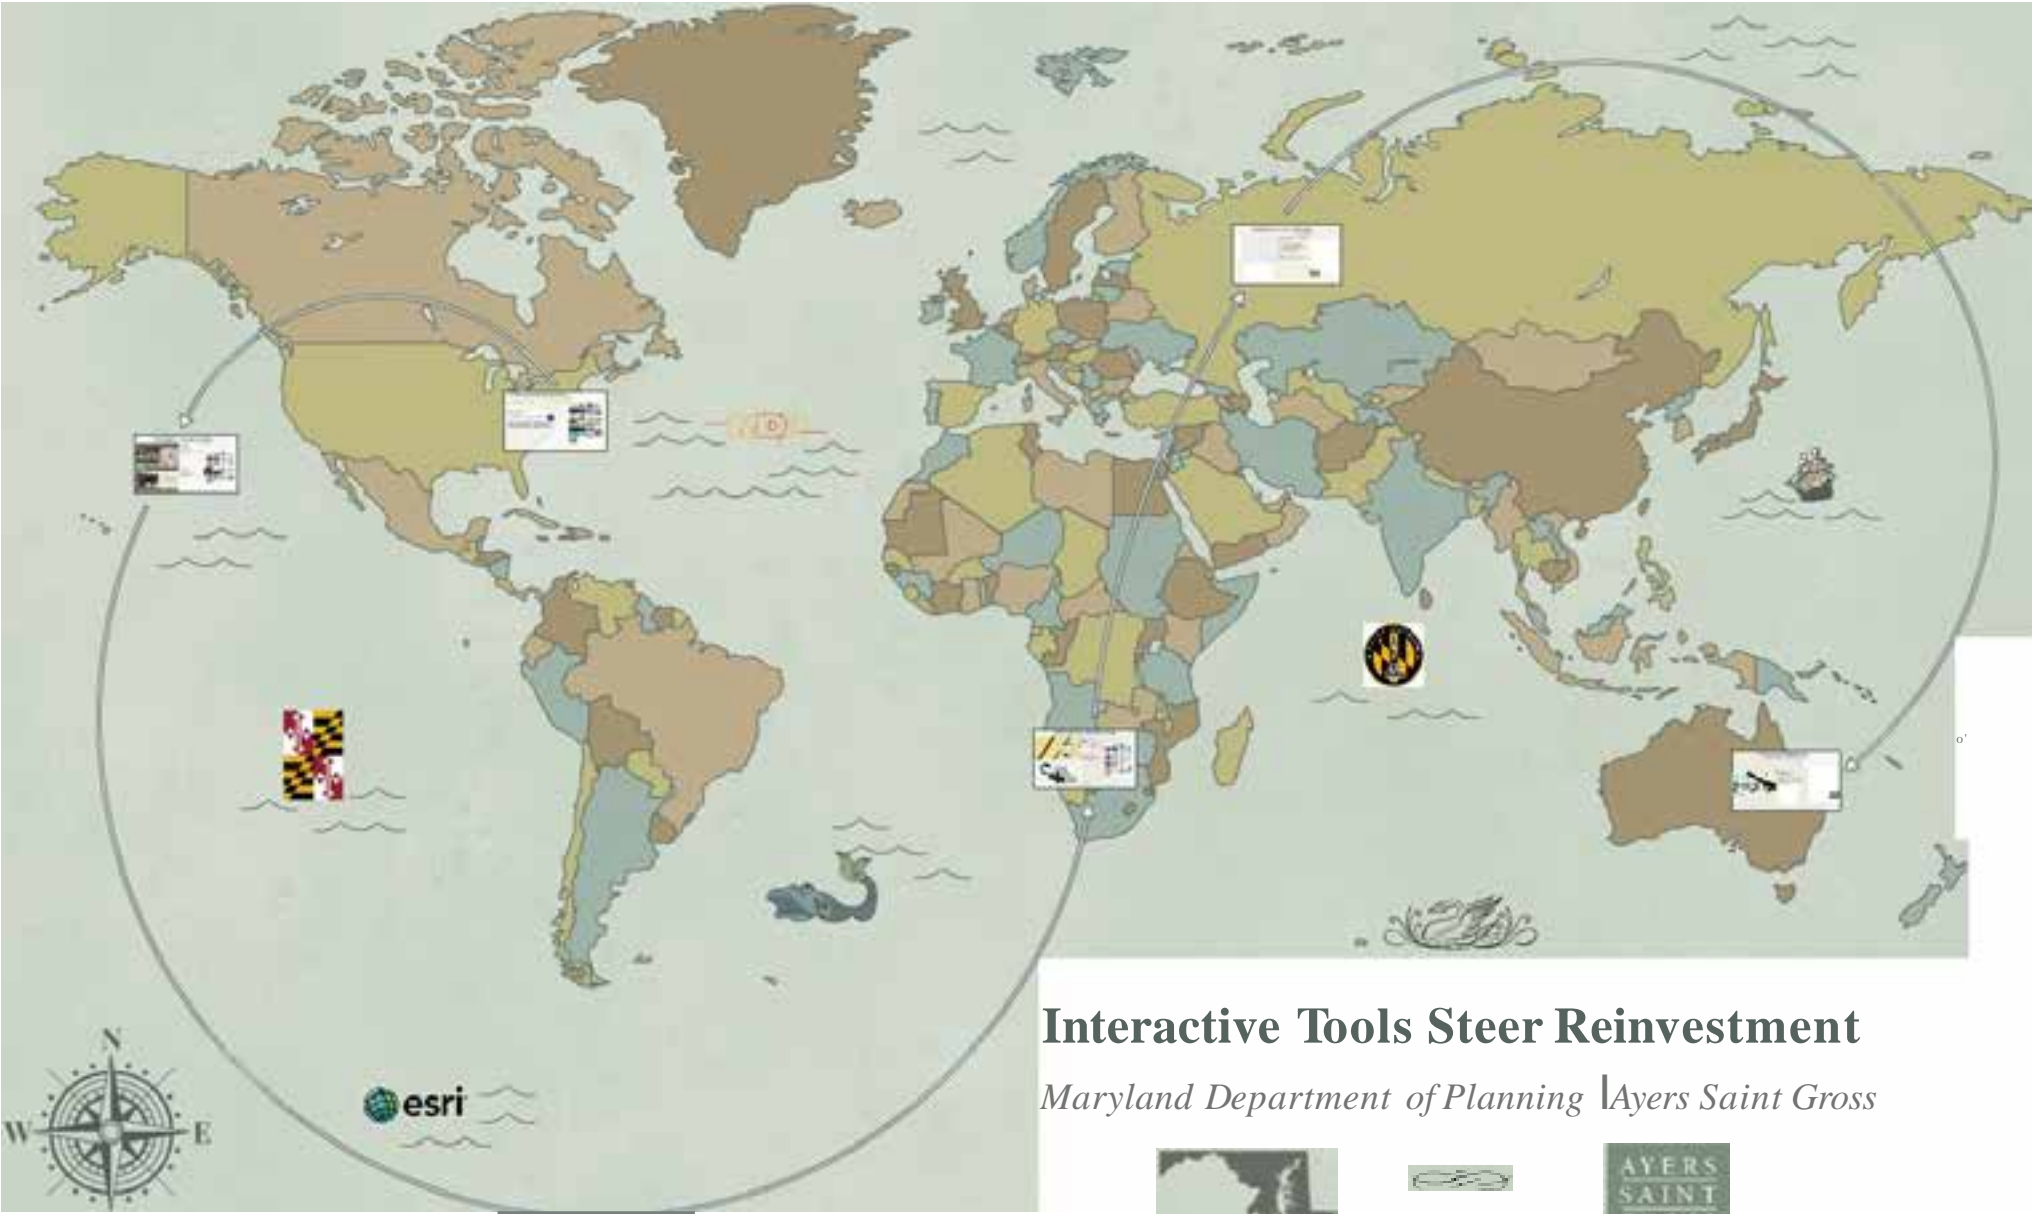 D
o'
Interactive Tools Steer Reinvestment
Maryland Department of Planning | Ayers Saint Gross
N
W E
esri
AYERS
SAINT